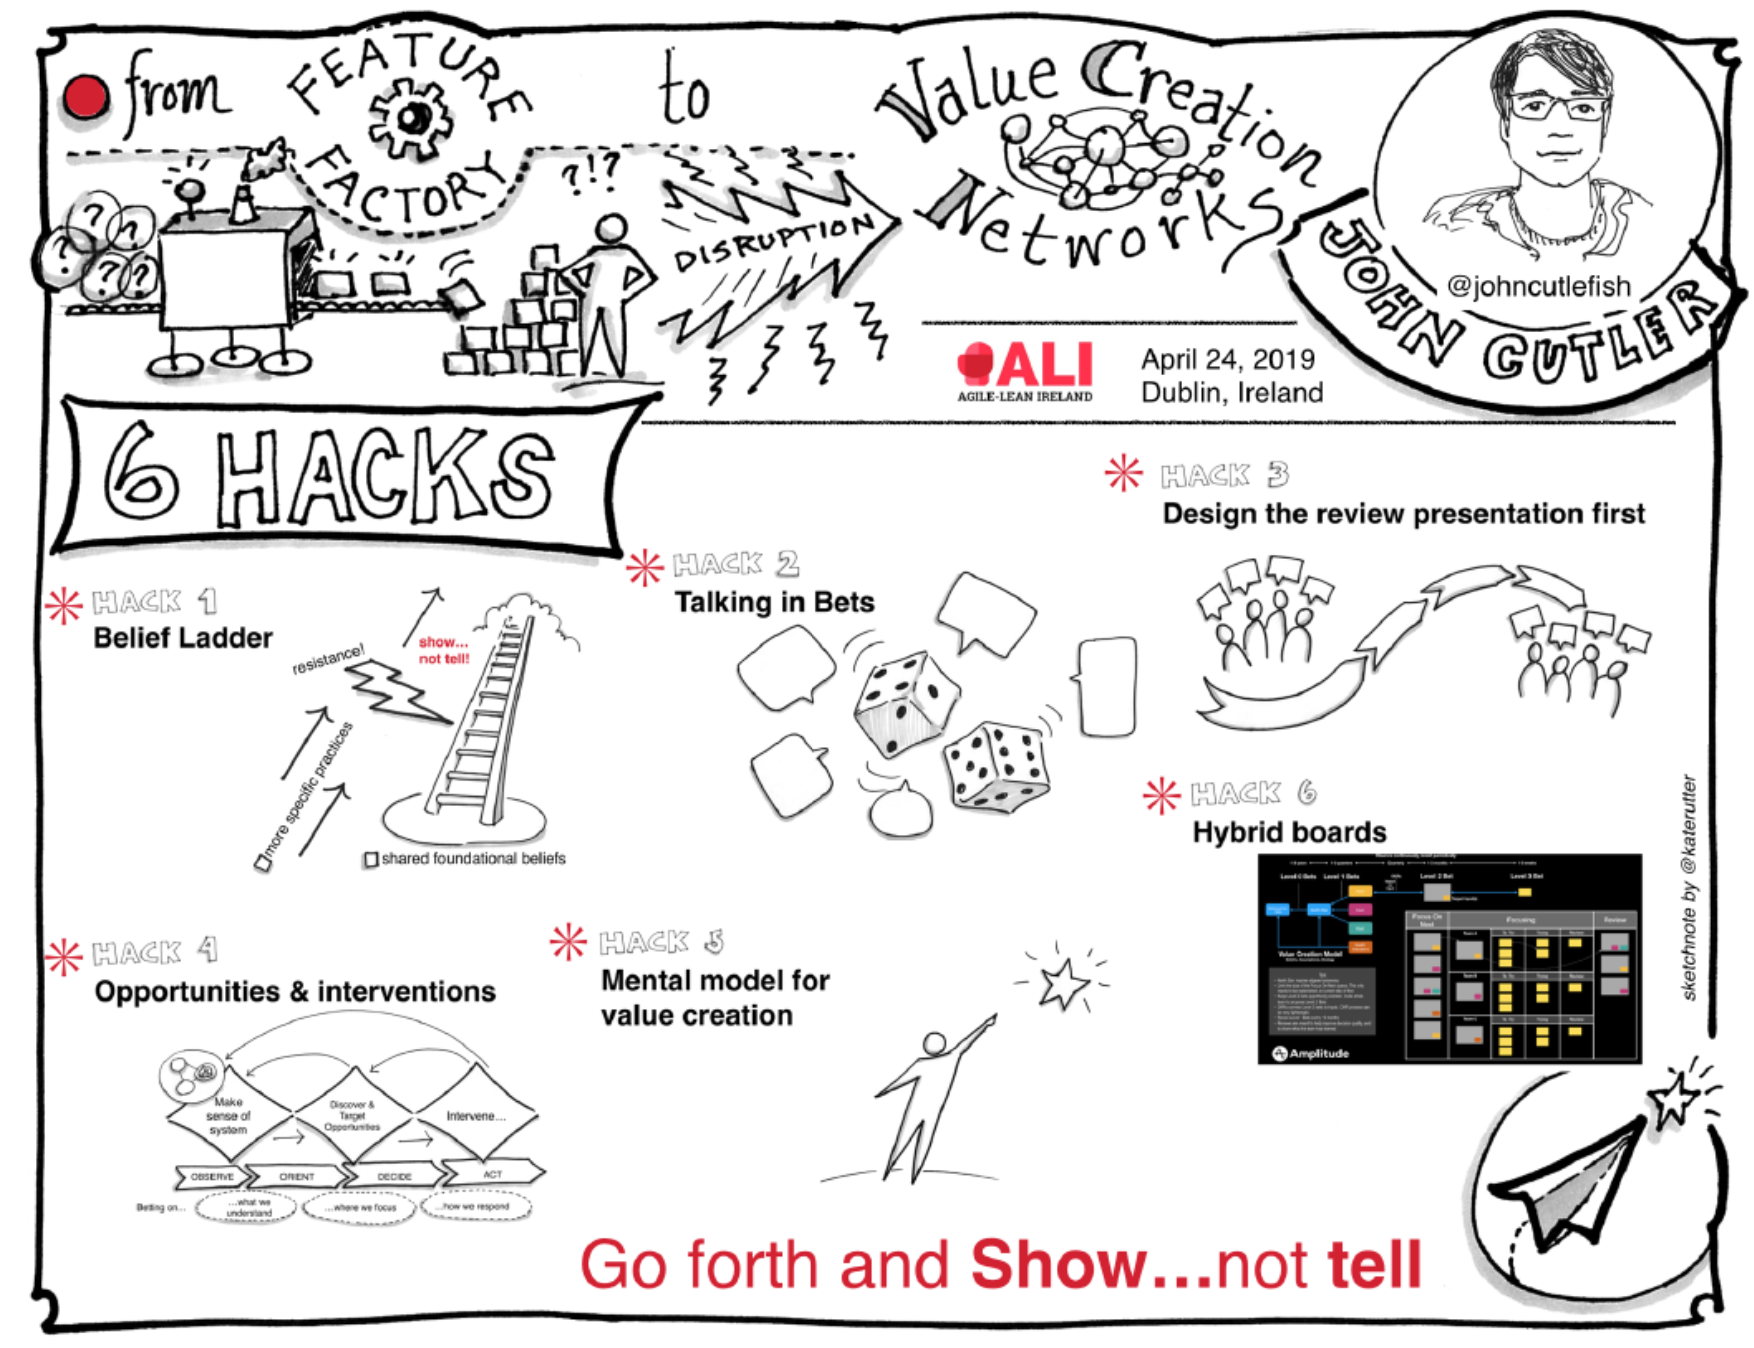 from FEATURE FACTORY to Value Creation Networks
? ? ? ? ?
?!?
DISRUPTION
@johncutlefish
JOHN CUTLER
ALI
AGILE-LEAN IRELAND
April 24, 2019
Dublin, Ireland
6 HACKS
HACK 1
Belief Ladder
resistance!
show...
not tell!
more specific practices
shared foundational beliefs
HACK 2
Talking in Bets
HACK 3
Design the review presentation first
HACK 4
Opportunities & interventions
Make
sense of
system
Discover &
Target
Opportunities
Intervene...
OBSERVE
ORIENT
DECIDE
ACT
Betting on...
...what we
understand
...where we focus
...how we respond
HACK 5
Mental model for
value creation
HACK 6
Hybrid boards
Level 0 Bets
Level 1 Bets
Level 2 Bet
Level 3 Bet
Value Creation Model
Focus On
Next
Focusing
Review
Amplitude
sketchnote by @katerutter
Go forth and Show...not tell